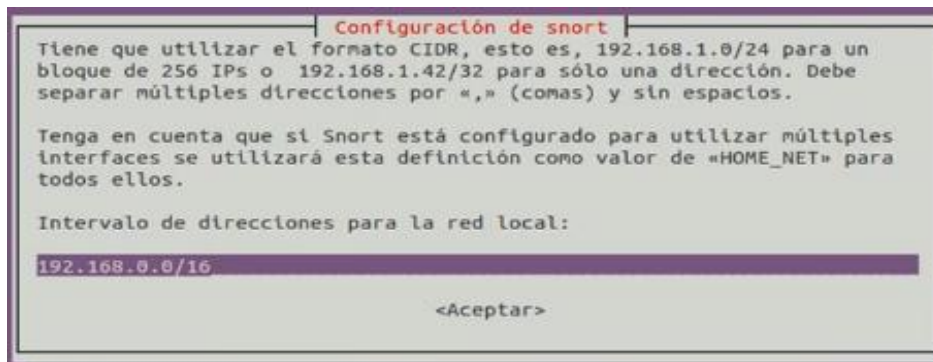 Configuración de snort
Tiene que utilizar el formato CIDR, esto es, 192.168.1.0/24 para un
bloque de 256 IPs o 192.168.1.42/32 para sólo una dirección. Debe
separar múltiples direcciones por «,» (comas) y sin espacios.
Tenga en cuenta que si Snort está configurado para utilizar múltiples
interfaces se utilizará esta definición como valor de «HOME_NET» para
todos ellos.
Intervalo de direcciones para la red local:
192.168.0.0/16
<Aceptar>